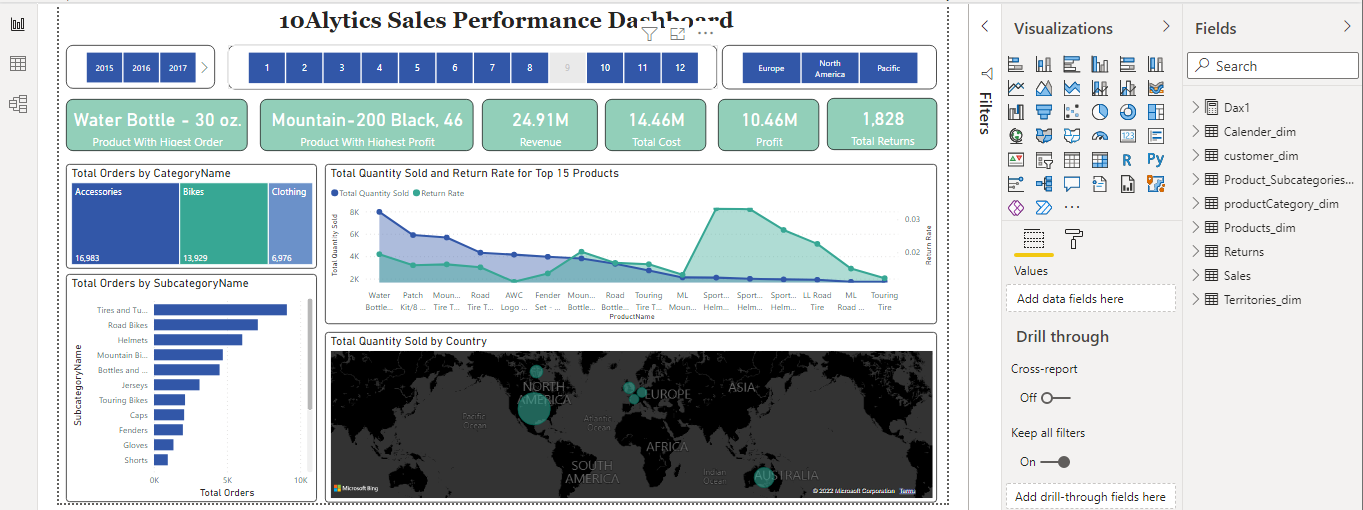 10Alytics Sales Performance Dashboard
2015 2016 2017
1 2 3 4 5 6 7 8 9 10 11 12
Europe North America Pacific
Water Bottle - 30 oz.
Product With Higest Order
Mountain-200 Black, 46
Product With Highest Profit
24.91M
Revenue
14.46M
Total Cost
10.46M
Profit
1,828
Total Returns
Total Orders by CategoryName
Accessories Bikes Clothing
16,983 13,929 6,976
Total Quantity Sold and Return Rate for Top 15 Products
Total Quantity Sold Return Rate
Total Quantity Sold
8K
6K
4K
2K
0.03
0.02
Return Rate
Water Patch Moun... Road AWC Fender Moun... Road Touring ML Sport... Sport... LL Road ML Touring
Bottle... Kit/8 ... Tire T... Tire T... Logo ... Set - ... Bottle... Bottle... Tire T... Moun... Helm... Helm... Tire Road ... Tire
ProductName
Total Orders by SubcategoryName
SubcategoryName
Tires and Tu...
Road Bikes
Helmets
Mountain Bi...
Bottles and ...
Jerseys
Touring Bikes
Caps
Fenders
Gloves
Shorts
0K 5K 10K
Total Orders
Total Quantity Sold by Country
NORTH AMERICA
EUROPE
ASIA
Pacific Ocean
Atlantic Ocean
AFRICA
SOUTH AMERICA
Indian Ocean
AUSTRALIA
Microsoft Bing
© 2022 Microsoft Corporation Terms
Filters
Visualizations
R Py
123
Values
Add data fields here
Drill through
Cross-report
Off
Keep all filters
On
Add drill-through fields here
Fields
Search
Dax1
Calender_dim
customer_dim
Product_Subcategories...
productCategory_dim
Products_dim
Returns
Sales
Territories_dim